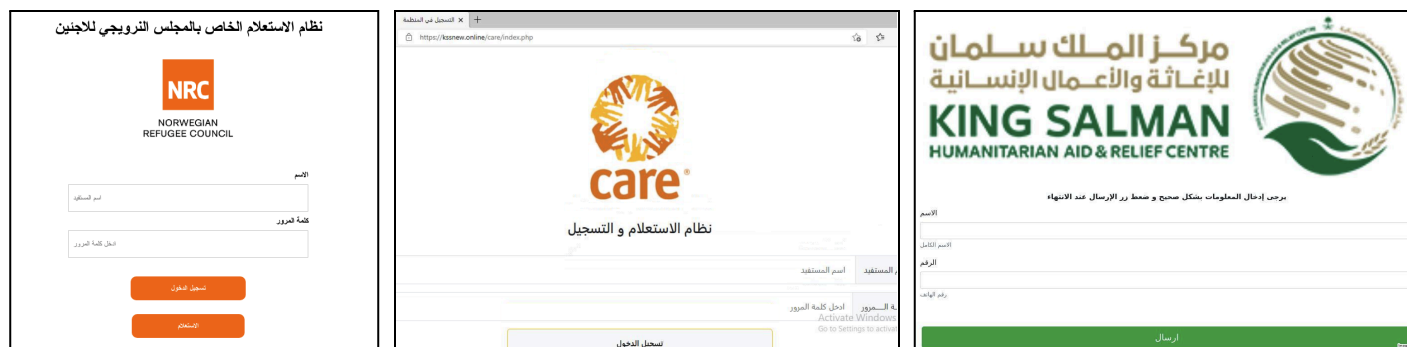 نظام الاستعلام الخاص بالمجلس النرويجي للاجئين
NRC
NORWEGIAN
REFUGEE COUNCIL
الاسم
اسم المستفيد
كلمة المرور
ادخل كلمة المرور
تسجيل الدخول
الاستعلام
التسجيل في المنظمة
https://kssnew.online/care/index.php
care®
نظام الاستعلام و التسجيل
المستفيد
اسم المستفيد
ـة الـــمرور
ادخل كلمة المرور
Activate Windows
Go to Settings to activat
تسجيل الدخول
مركز الملك سلمان
للإغاثة والأعمال الإنسانية
KING SALMAN
HUMANITARIAN AID & RELIEF CENTRE
يرجى إدخال المعلومات بشكل صحيح و ضغط زر الإرسال عند الانتهاء
الاسم
الاسم الكامل
الرقم
رقم الهاتف
ارسال